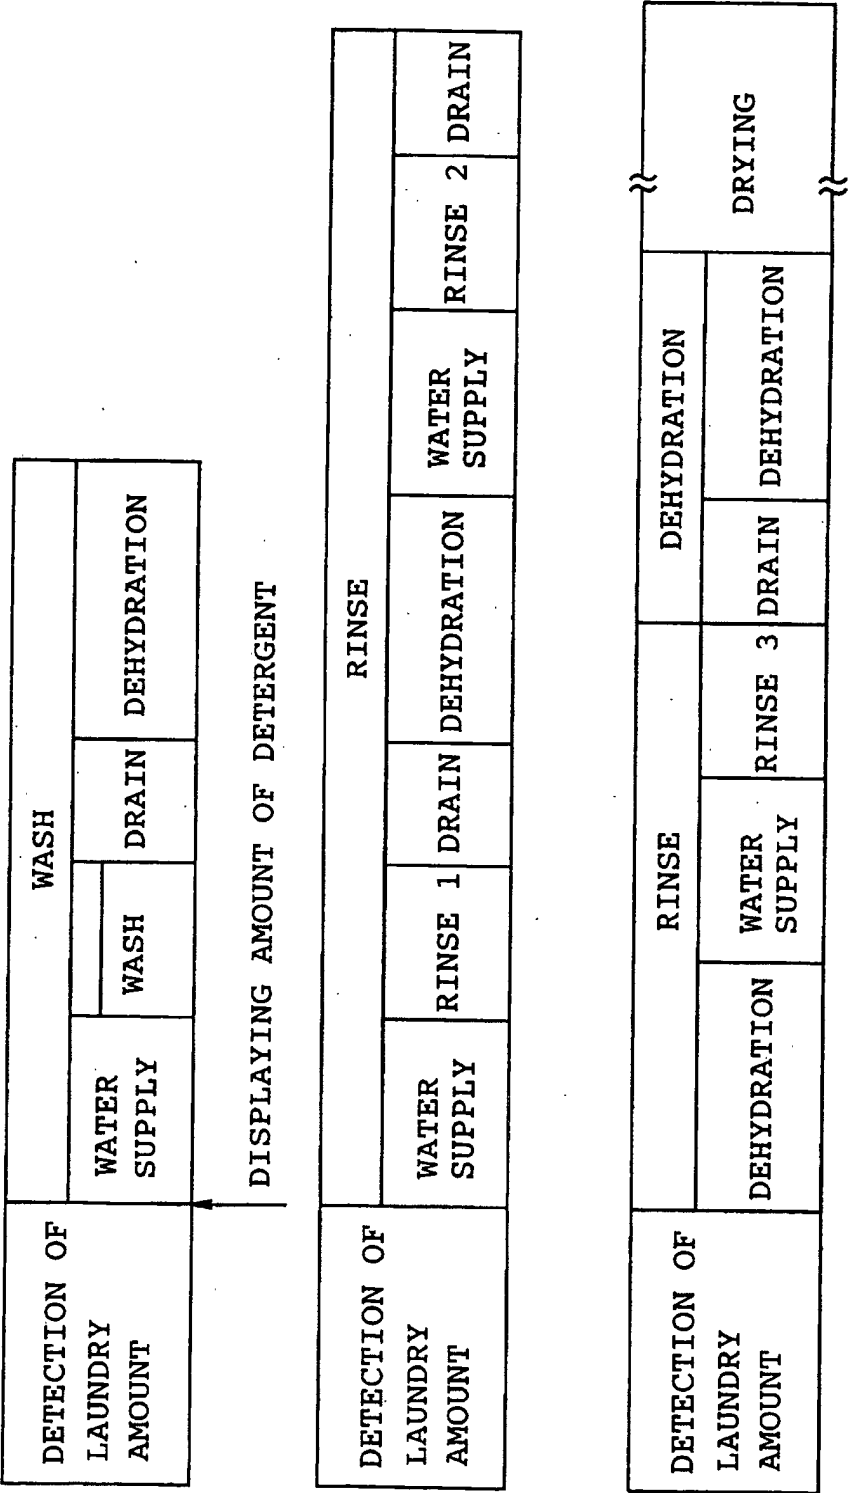 DETECTION OF
LAUNDRY
AMOUNT
WASH
WATER
SUPPLY
WASH
DRAIN
DEHYDRATION
DISPLAYING AMOUNT OF DETERGENT
DETECTION OF
LAUNDRY
AMOUNT
RINSE
WATER
SUPPLY
RINSE 1
DRAIN
DEHYDRATION
WATER
SUPPLY
RINSE 2
DRAIN
DETECTION OF
LAUNDRY
AMOUNT
RINSE
DEHYDRATION
DEHYDRATION
WATER
SUPPLY
RINSE 3
DRAIN
DEHYDRATION
DRYING